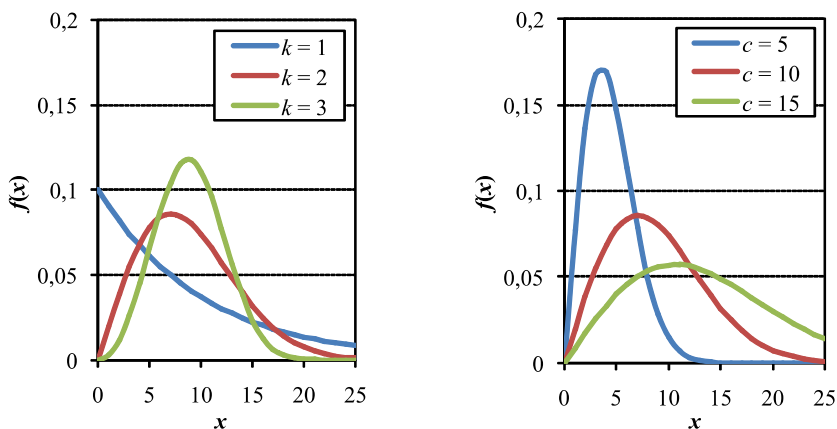 0,2
0,15
0,1
0,05
0
f(x)
k = 1
k = 2
k = 3
0 5 10 15 20 25
x
0,2
0,15
0,1
0,05
0
f(x)
c = 5
c = 10
c = 15
0 5 10 15 20 25
x